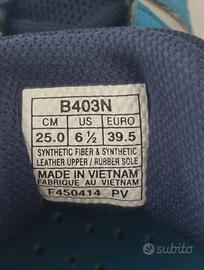 B403N
CM US EURO
25.0 6 ½ 39.5
SYNTHETIC FIBER & SYNTHETIC
LEATHER UPPER / RUBBER SOLE
MADE IN VIETNAM
FABRIQUE AU VIETNAM
F450414 PV
subito